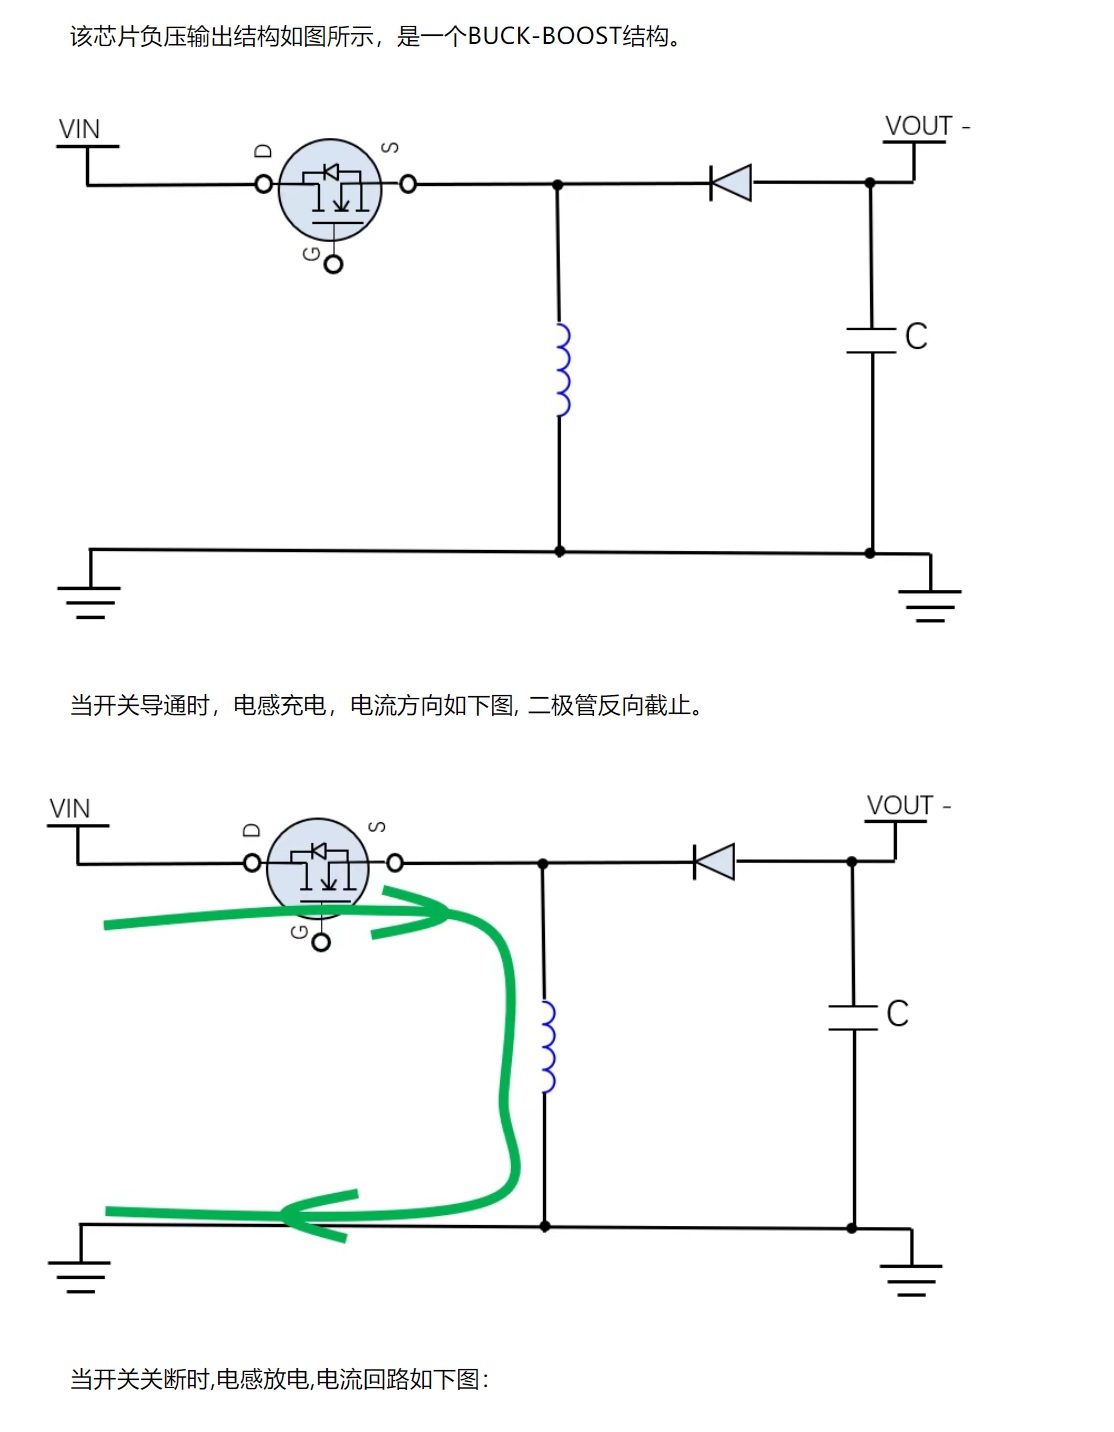 该芯片负压输出结构如图所示，是一个BUCK-BOOST结构。
VIN
VOUT -
D
S
G
C
当开关导通时，电感充电，电流方向如下图, 二极管反向截止。
VIN
VOUT -
D
S
G
C
当开关关断时,电感放电,电流回路如下图：